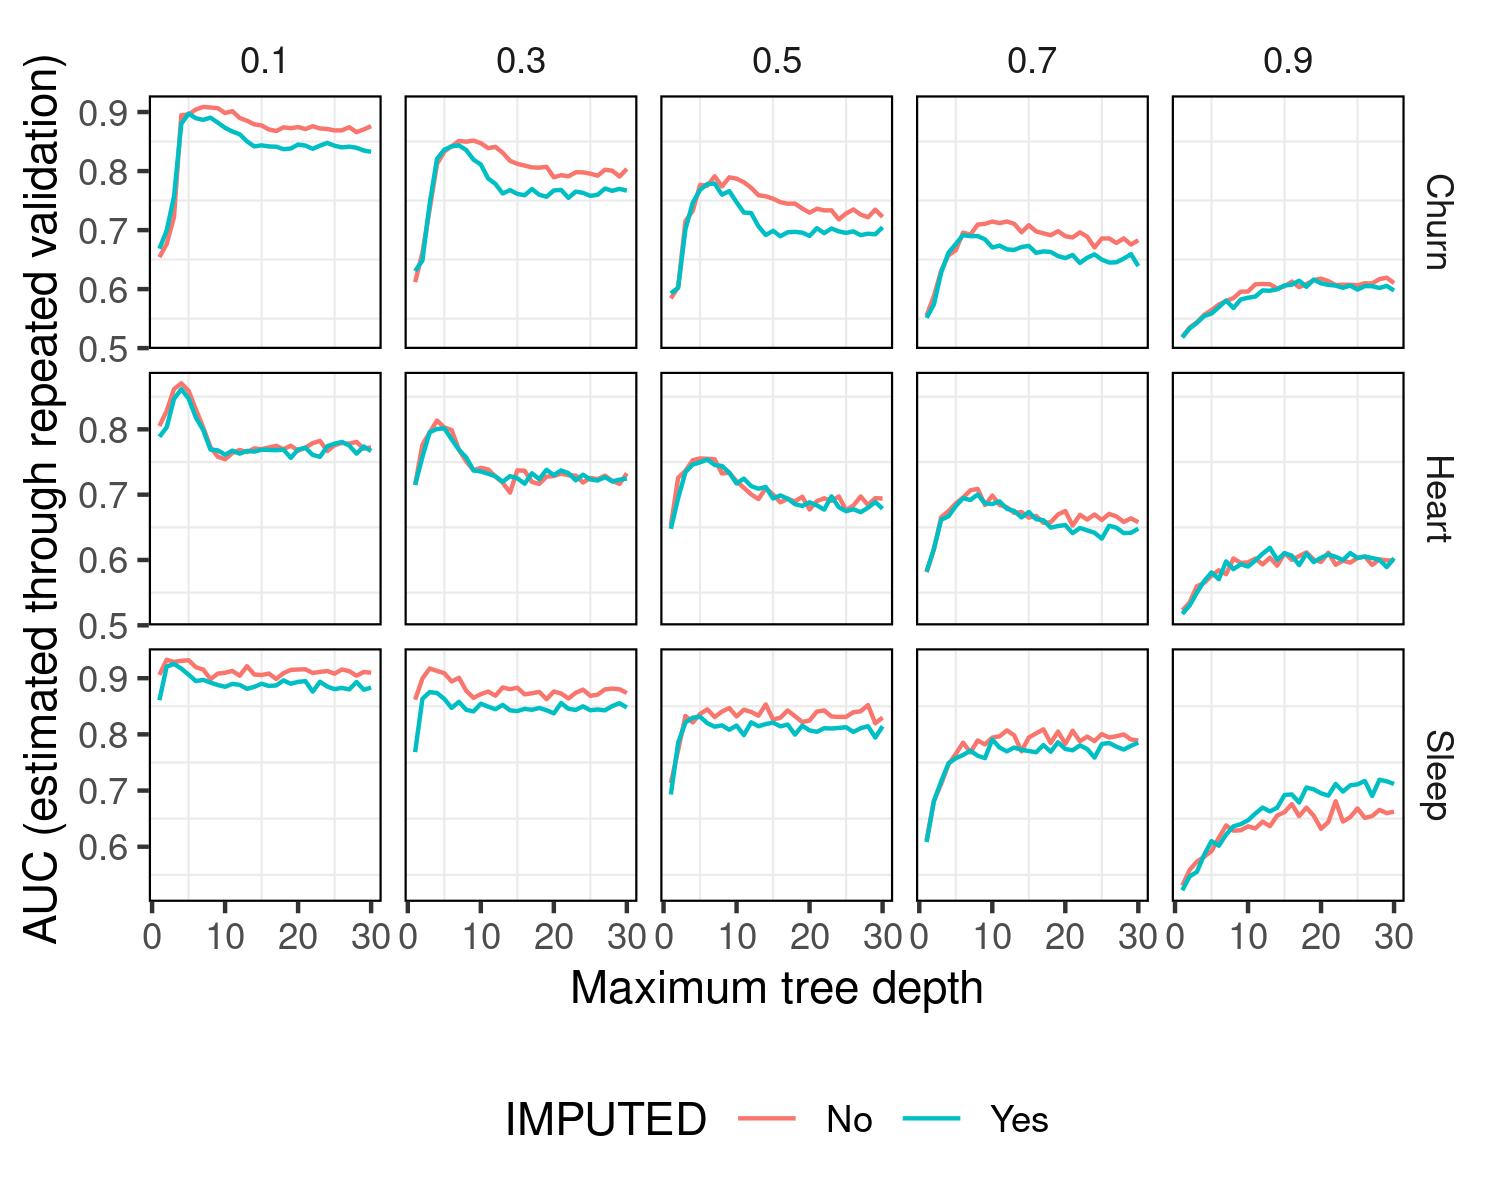 0.1 0.3 0.5 0.7 0.9
AUC (estimated through repeated validation)
0.9
0.8
0.7
0.6
0.5
Churn
0.8
0.7
0.6
0.5
Heart
0.9
0.8
0.7
0.6
Sleep
0 10 20 30 0 10 20 30 0 10 20 30 0 10 20 30 0 10 20 30
Maximum tree depth
IMPUTED No Yes